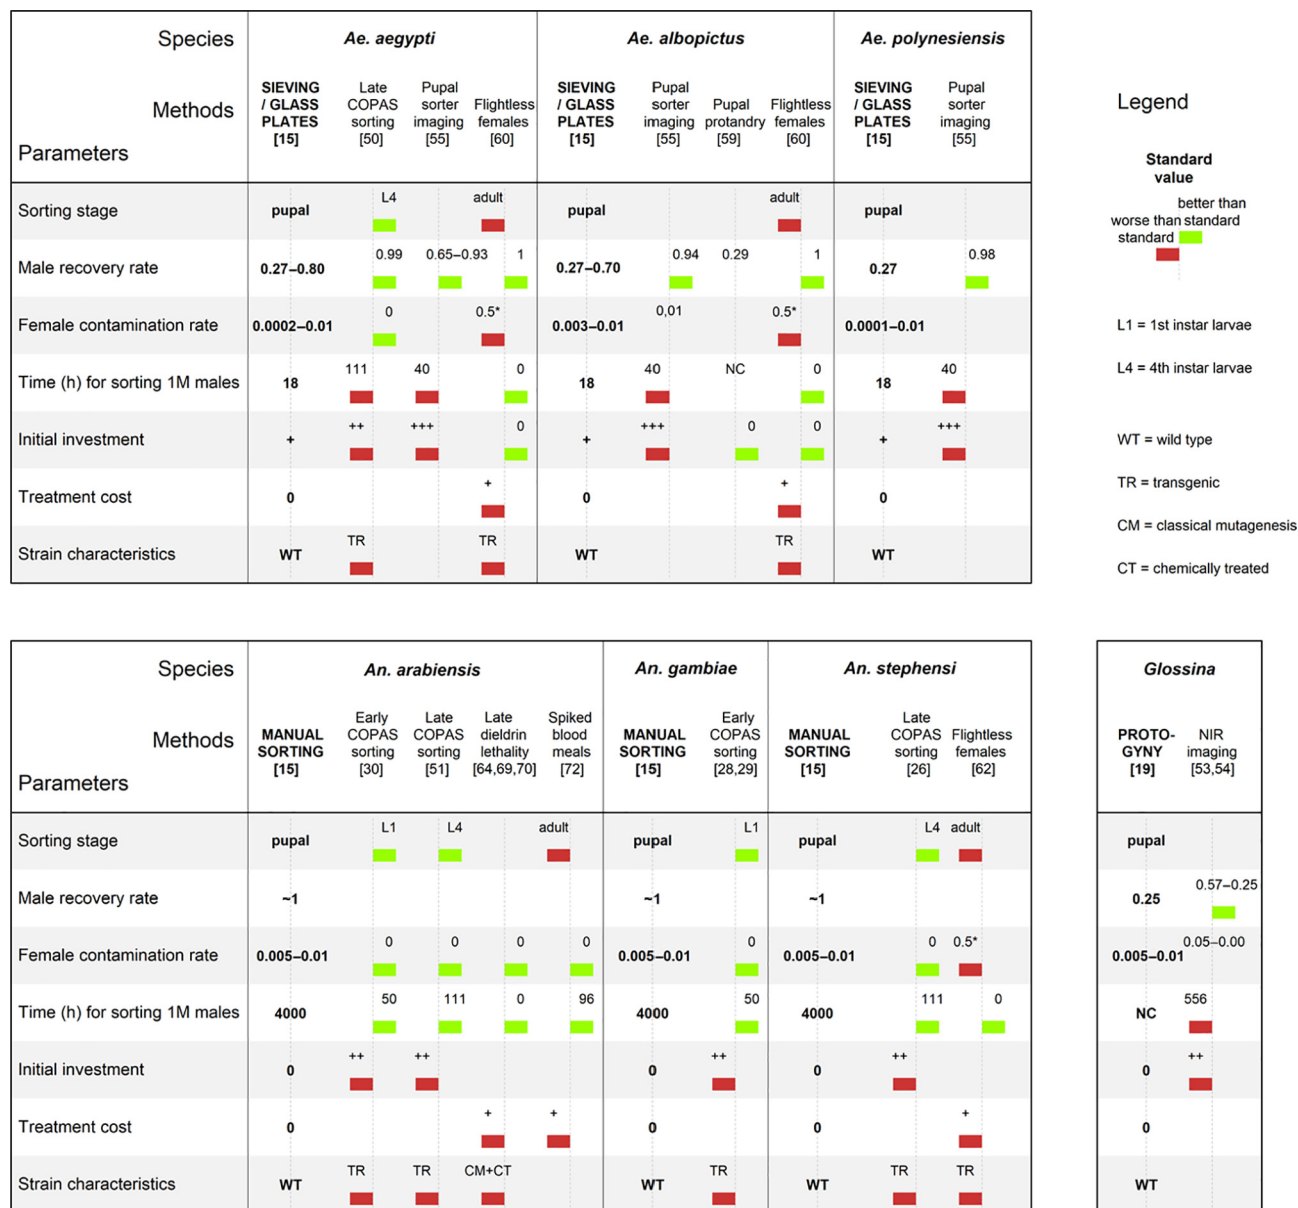 Species Ae. aegypti Ae. albopictus Ae. polynesiensis
Methods SIEVING / GLASS PLATES [15] Late COPAS sorting [50] Pupal sorter imaging [55] Flightless females [60] SIEVING / GLASS PLATES [15] Pupal sorter imaging [55] Pupal protandry [59] Flightless females [60] SIEVING / GLASS PLATES [15] Pupal sorter imaging [55]
Parameters
Sorting stage pupal L4 adult pupal adult pupal
Male recovery rate 0.27–0.80 0.99 0.65–0.93 1 0.27–0.70 0.94 0.29 1 0.27 0.98
Female contamination rate 0.0002–0.01 0 0.5* 0.003–0.01 0,01 0.5* 0.0001–0.01
Time (h) for sorting 1M males 18 111 40 0 18 40 NC 0 18 40
Initial investment + ++ +++ 0 + +++ 0 0 + +++
Treatment cost 0 + 0 + 0
Strain characteristics WT TR TR WT TR WT
Legend
Standard
value
better than
standard
worse than
standard
L1 = 1st instar larvae
L4 = 4th instar larvae
WT = wild type
TR = transgenic
CM = classical mutagenesis
CT = chemically treated
Species An. arabiensis An. gambiae An. stephensi Glossina
Methods MANUAL SORTING [15] Early COPAS sorting [30] Late COPAS sorting [51] Late dieldrin lethality [64,69,70] Spiked blood meals [72] MANUAL SORTING [15] Early COPAS sorting [28,29] MANUAL SORTING [15] Late COPAS sorting [26] Flightless females [62] PROTO-GYNY [19] NIR imaging [53,54]
Parameters
Sorting stage pupal L1 L4 adult pupal L1 pupal L4 adult pupal
Male recovery rate ~1 ~1 ~1 0.25 0.57–0.25
Female contamination rate 0.005–0.01 0 0 0 0 0.005–0.01 0 0.005–0.01 0 0.5* 0.005–0.01 0.05–0.00
Time (h) for sorting 1M males 4000 50 111 0 96 4000 50 4000 111 0 NC 556
Initial investment 0 ++ ++ 0 ++ 0 ++ 0 ++
Treatment cost 0 + + 0 0 + 0
Strain characteristics WT TR TR CM+CT WT TR WT TR TR WT